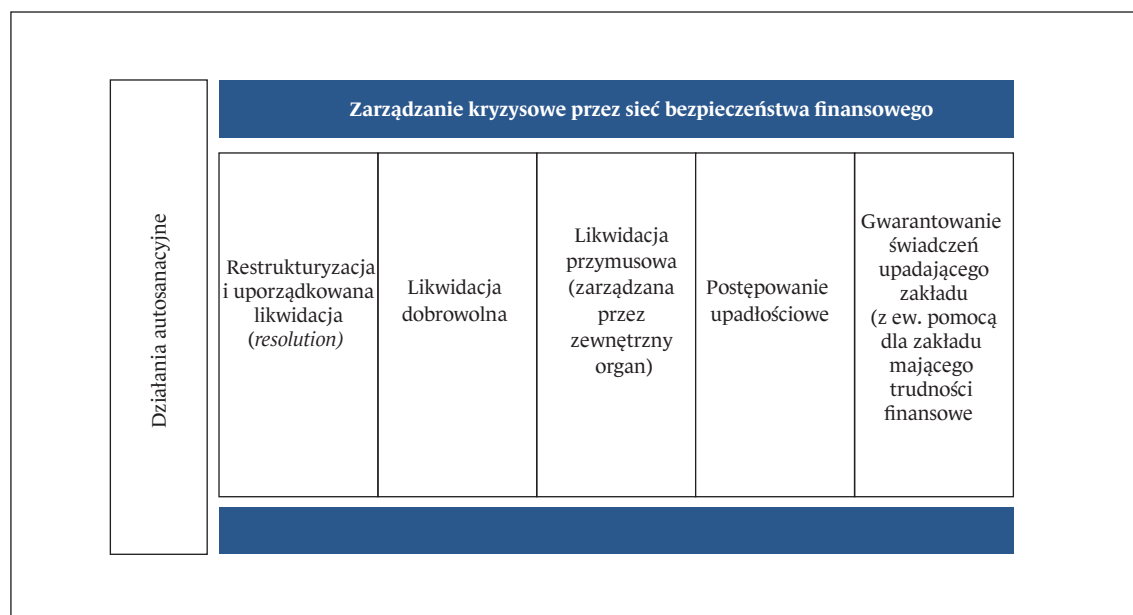 Działania autosanacyjne
Zarządzanie kryzysowe przez sieć bezpieczeństwa finansowego
Restrukturyzacja
i uporządkowana
likwidacja
(resolution)
Likwidacja
dobrowolna
Likwidacja
przymusowa
(zarządzana
przez
zewnętrzny
organ)
Postępowanie
upadłościowe
Gwarantowanie
świadczeń
upadającego
zakładu
(z ew. pomocą
dla zakładu
mającego
trudności
finansowe